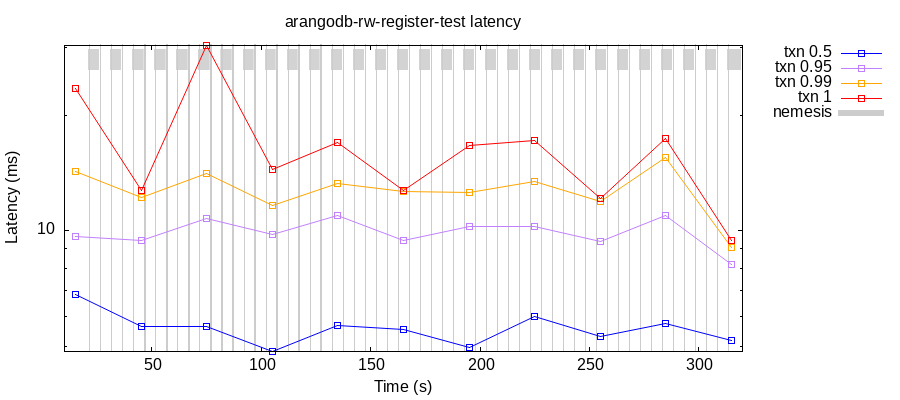 arangodb-rw-register-test latency
txn 0.5
txn 0.95
txn 0.99
txn 1
nemesis
Latency (ms)
10
50
100
150
200
250
300
Time (s)